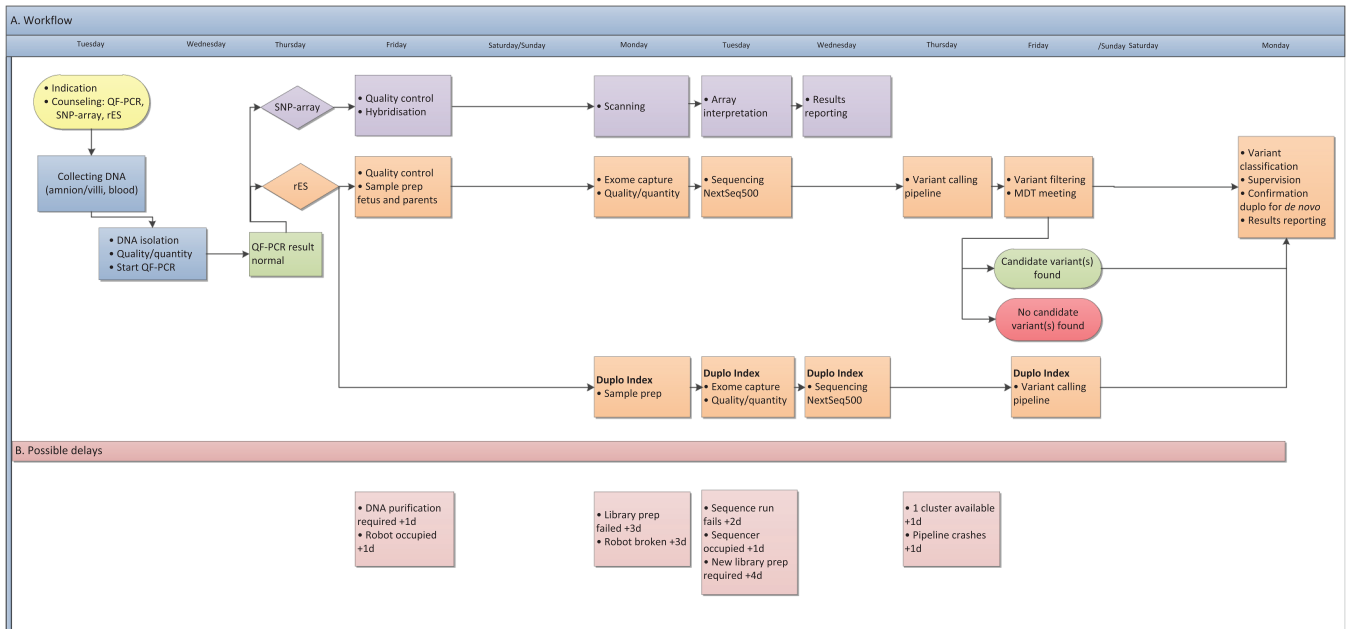 A. Workflow
Tuesday
Wednesday
Thursday
Friday
Saturday/Sunday
Monday
Tuesday
Wednesday
Thursday
Friday
/Sunday Saturday
Monday
• Indication
• Counseling: QF-PCR,
SNP-array, rES
Collecting DNA
(amnion/villi, blood)
• DNA isolation
• Quality/quantity
• Start QF-PCR
QF-PCR result
normal
SNP-array
• Quality control
• Hybridisation
• Scanning
• Array
interpretation
• Results
reporting
rES
• Quality control
• Sample prep
fetus and parents
• Exome capture
• Quality/quantity
• Sequencing
NextSeq500
• Variant calling
pipeline
• Variant filtering
• MDT meeting
• Variant
classification
• Supervision
• Confirmation
duplo for de novo
• Results reporting
Candidate variant(s)
found
No candidate
variant(s) found
Duplo Index
• Sample prep
Duplo Index
• Exome capture
• Quality/quantity
Duplo Index
• Sequencing
NextSeq500
Duplo Index
• Variant calling
pipeline
B. Possible delays
• DNA purification
required +1d
• Robot occupied
+1d
• Library prep
failed +3d
• Robot broken +3d
• Sequence run
fails +2d
• Sequencer
occupied +1d
• New library prep
required +4d
• 1 cluster available
+1d
• Pipeline crashes
+1d